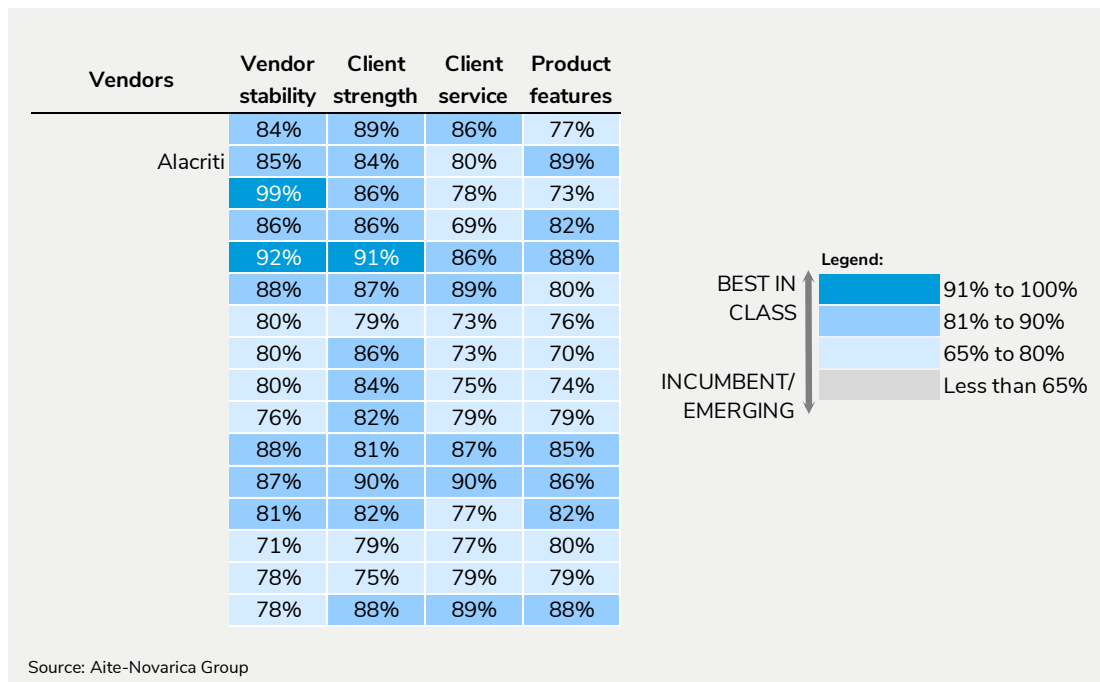 Vendors
Vendor stability
Client strength
Client service
Product features
84% 89% 86% 77%
Alacriti 85% 84% 80% 89%
99% 86% 78% 73%
86% 86% 69% 82%
92% 91% 86% 88%
88% 87% 89% 80%
80% 79% 73% 76%
80% 86% 73% 70%
80% 84% 75% 74%
76% 82% 79% 79%
88% 81% 87% 85%
87% 90% 90% 86%
81% 82% 77% 82%
71% 79% 77% 80%
78% 75% 79% 79%
78% 88% 89% 88%
Legend:
BEST IN
CLASS
INCUMBENT/
EMERGING
91% to 100%
81% to 90%
65% to 80%
Less than 65%
Source: Aite-Novarica Group